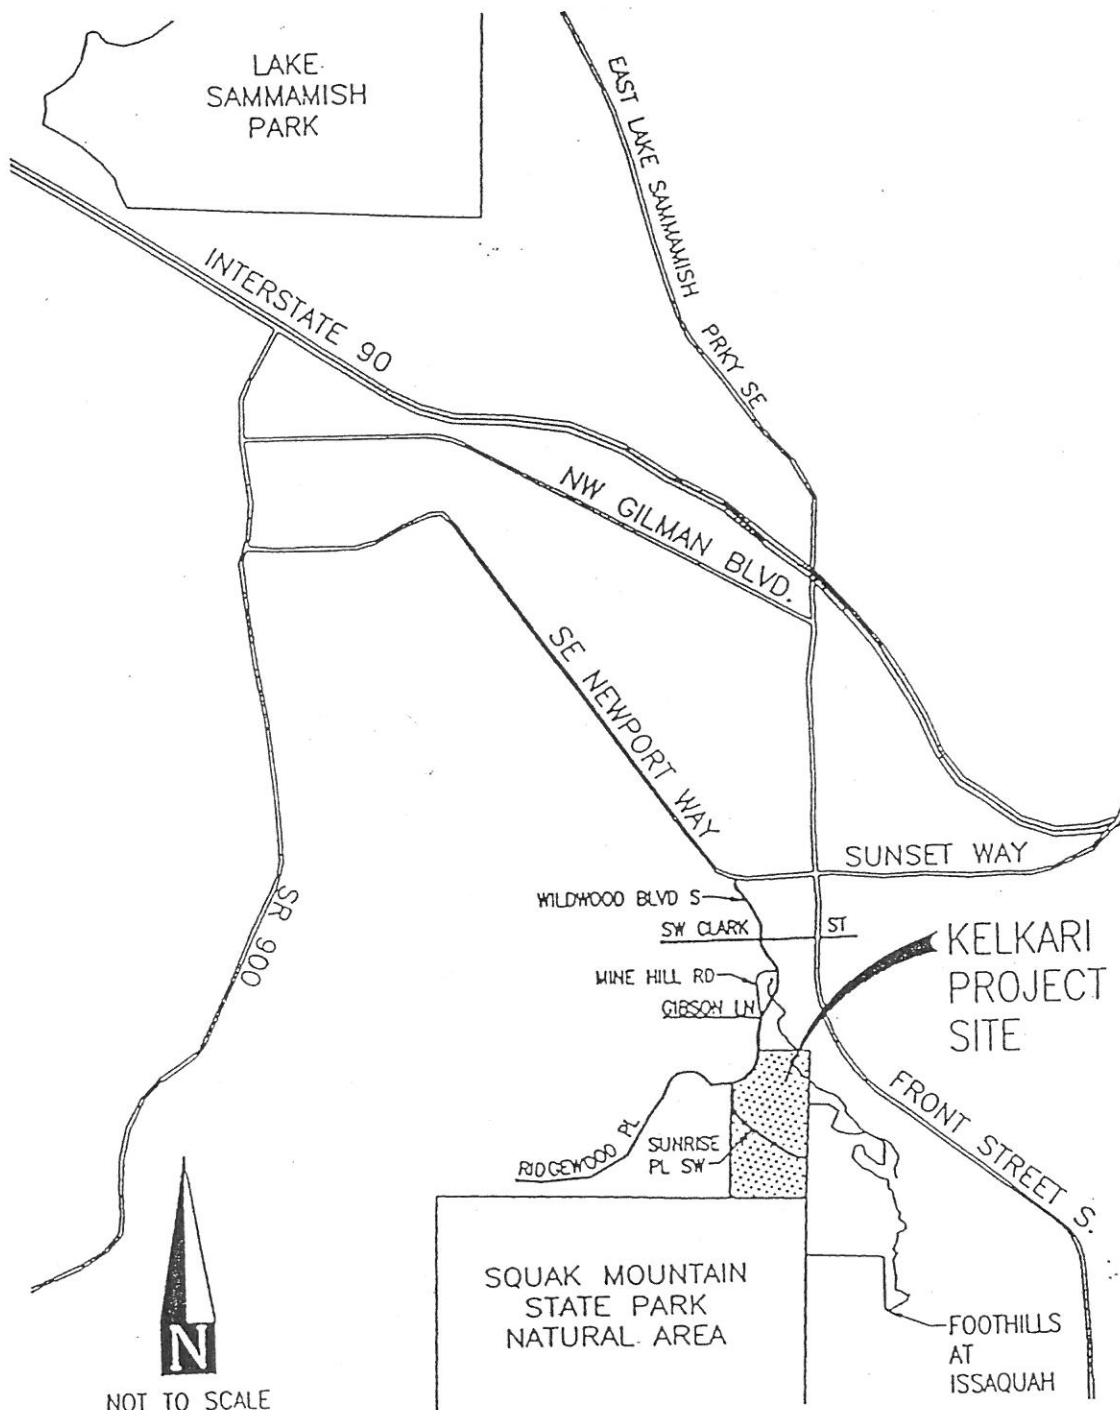 LAKE
SAMMAMISH
PARK
EAST LAKE SAMMAMISH
PRKY SE
INTERSTATE 90
NW GILMAN BLVD.
SE NEWPORT WAY
SUNSET WAY
SR 900
WILDWOOD BLVD S
SW CLARK ST
MINE HILL RD
GIBSON LN
KELKARI
PROJECT
SITE
FRONT STREET S.
RIDGEWOOD PL
SUNRISE
PL SW
SQUAK MOUNTAIN
STATE PARK
NATURAL AREA
FOOTHILLS
AT
ISSAQUAH
N
NOT TO SCALE